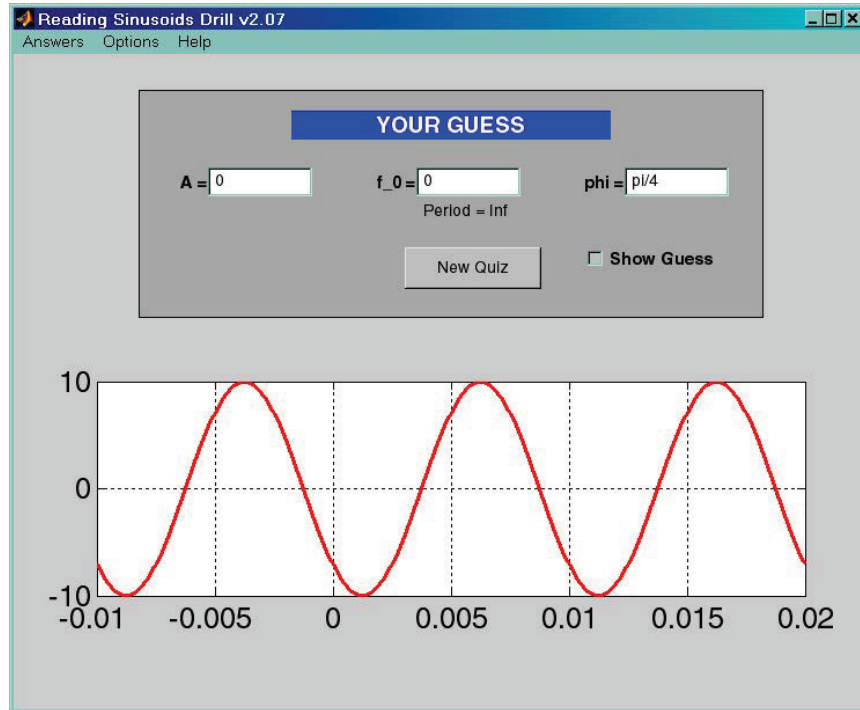 Reading Sinusoids Drill v2.07
Answers Options Help
YOUR GUESS
A = 0 f_0 = 0 phi = pi/4
Period = Inf
New Quiz Show Guess
10
0
-10
-0.01 -0.005 0 0.005 0.01 0.015 0.02